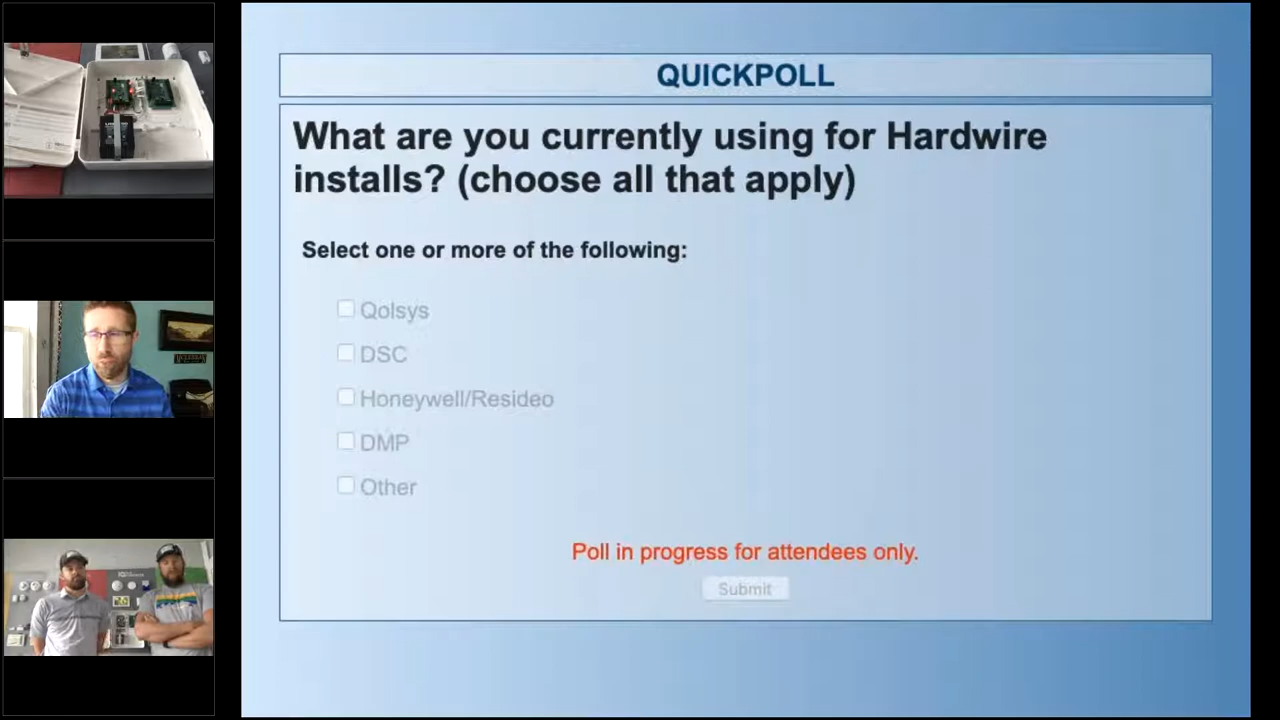 QUICKPOLL
What are you currently using for Hardwire
installs? (choose all that apply)
Select one or more of the following:
Qolsys
DSC
Honeywell/Resideo
DMP
Other
Poll in progress for attendees only.
Submit